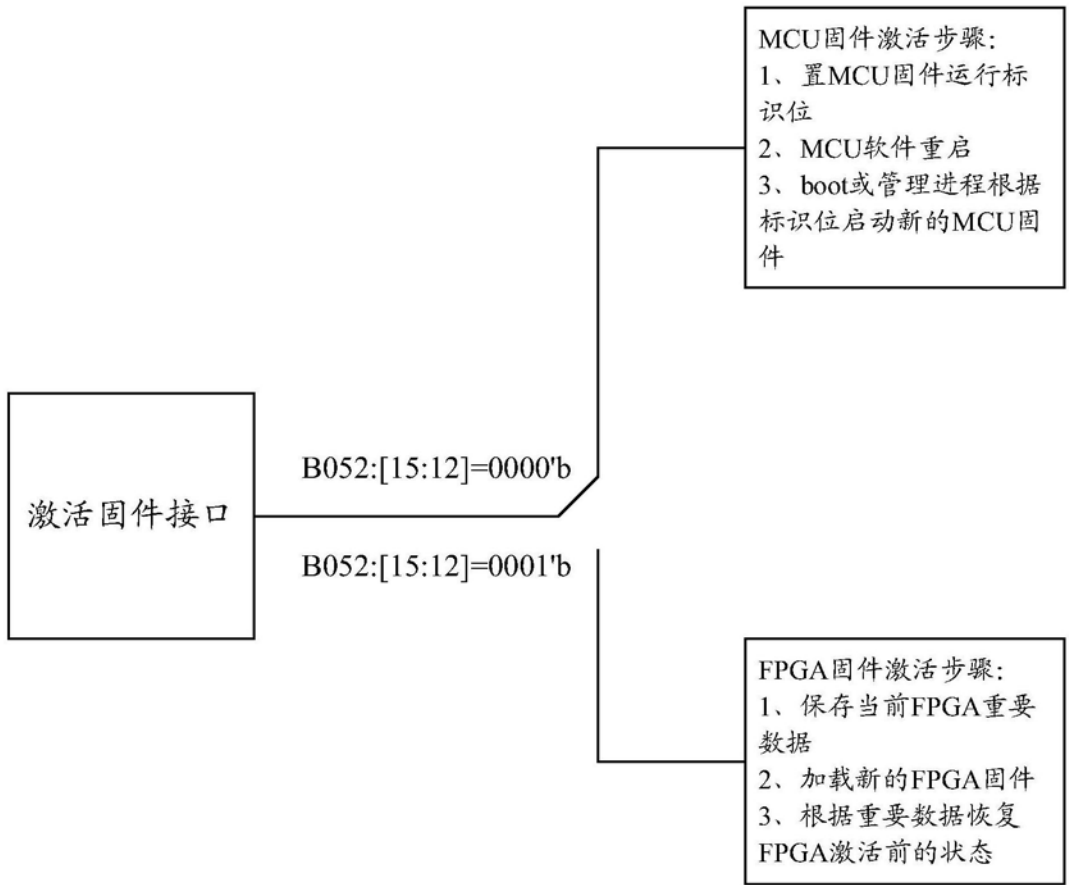 MCU固件激活步骤:
1、置MCU固件运行标
识位
2、MCU软件重启
3、boot或管理进程根据
标识位启动新的MCU固
件
B052:[15:12]=0000'b
激活固件接口
B052:[15:12]=0001'b
FPGA固件激活步骤:
1、保存当前FPGA重要
数据
2、加载新的FPGA固件
3、根据重要数据恢复
FPGA激活前的状态